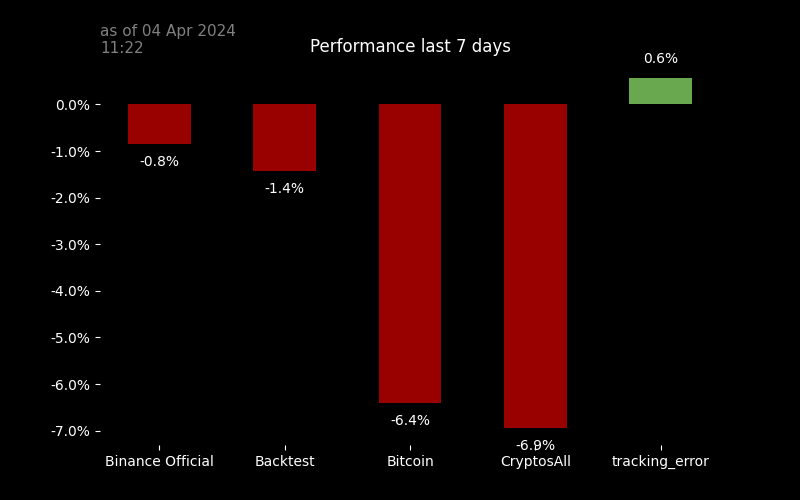 as of 04 Apr 2024
11:22
Performance last 7 days
0.6%
0.0%
-1.0%
-2.0%
-3.0%
-4.0%
-5.0%
-6.0%
-7.0%
-0.8%
-1.4%
-6.4%
-6.9%
Binance Official
Backtest
Bitcoin
CryptosAll
tracking_error